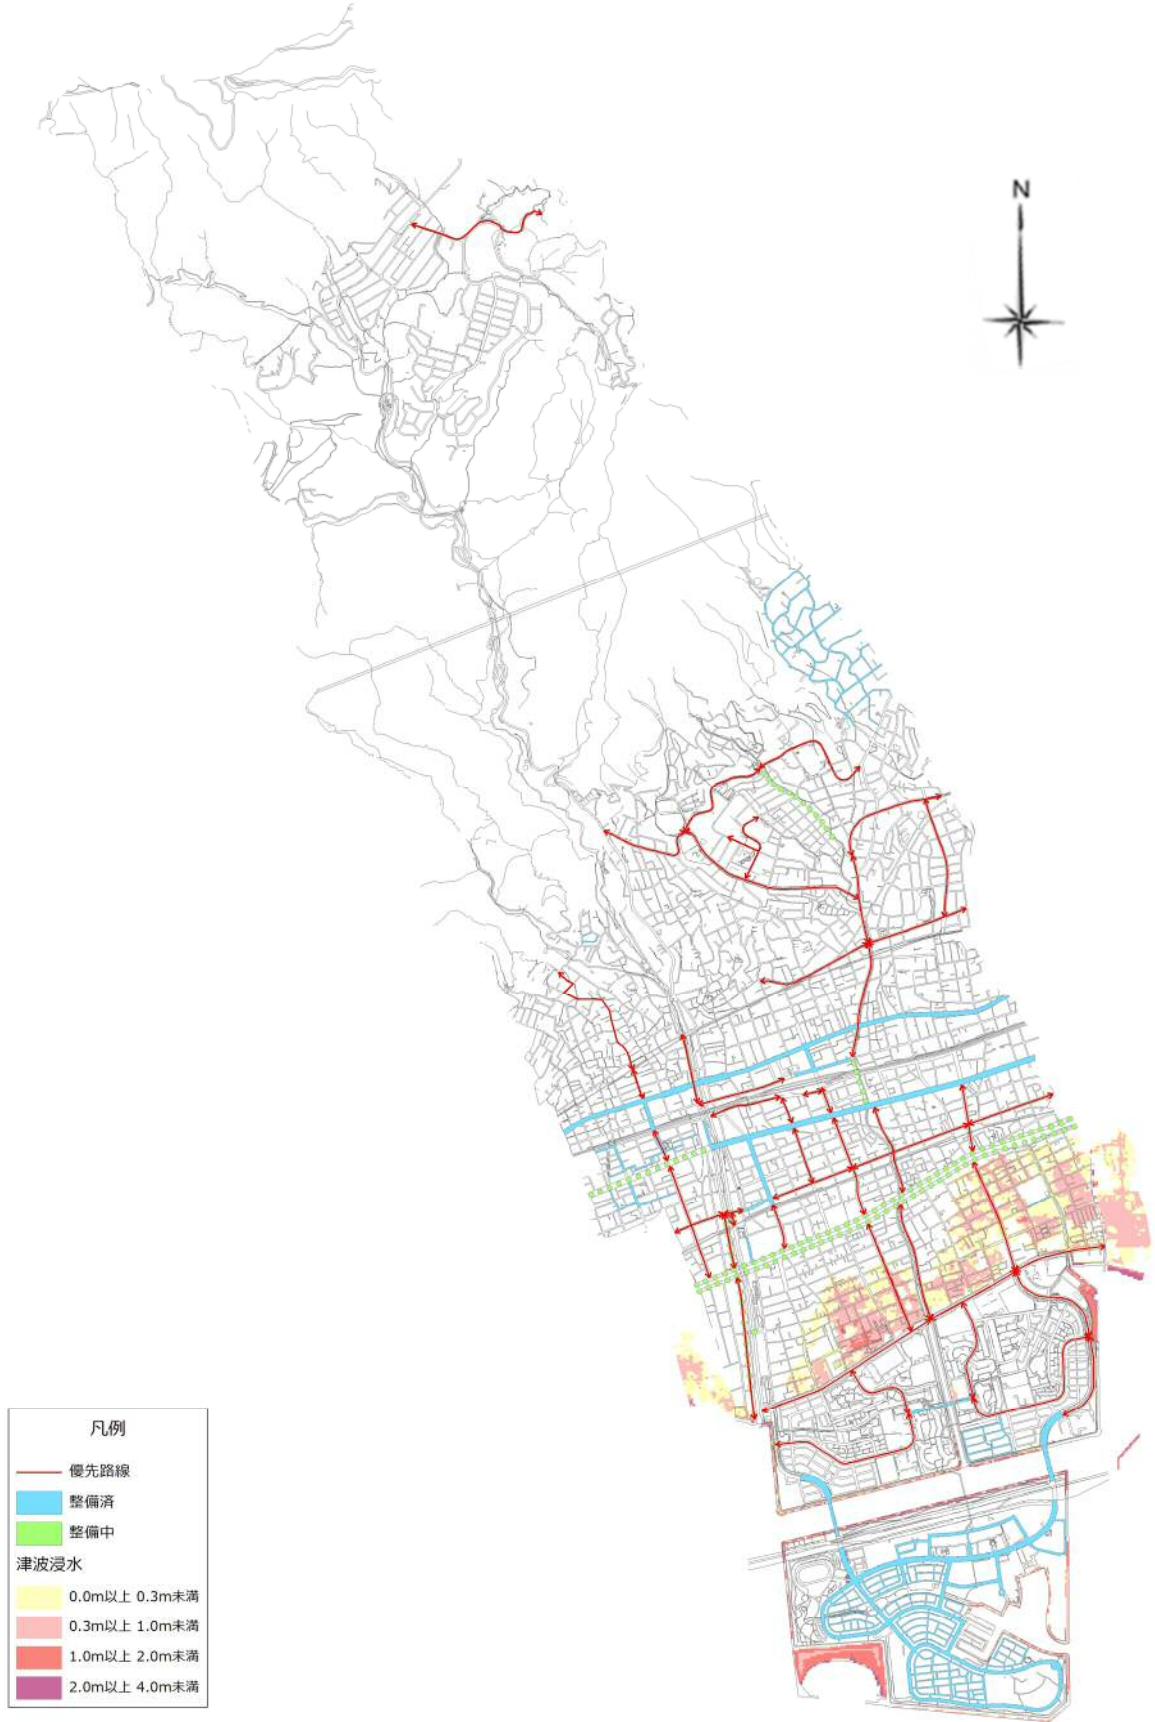 N
凡例
優先路線
整備済
整備中
津波浸水
0.0m以上 0.3m未満
0.3m以上 1.0m未満
1.0m以上 2.0m未満
2.0m以上 4.0m未満